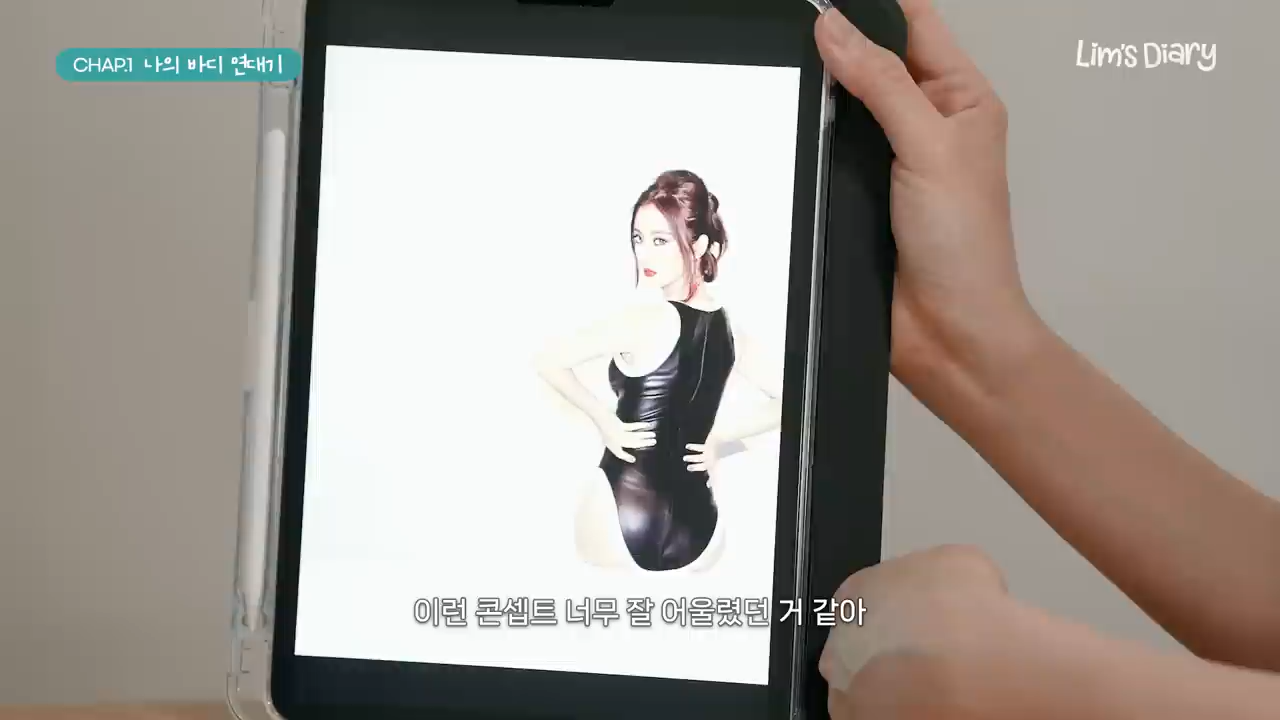 CHAP.1 나의 바디 연대기
Lim's Diary
이런 콘셉트 너무 잘 어울렸던 거 같아